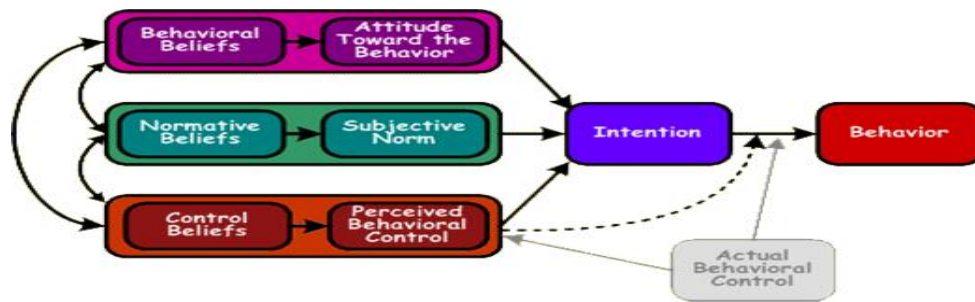 Behavioral
Beliefs
Attitude
Toward the
Behavior
Normative
Beliefs
Subjective
Norm
Intention
Behavior
Control
Beliefs
Perceived
Behavioral
Control
Actual
Behavioral
Control